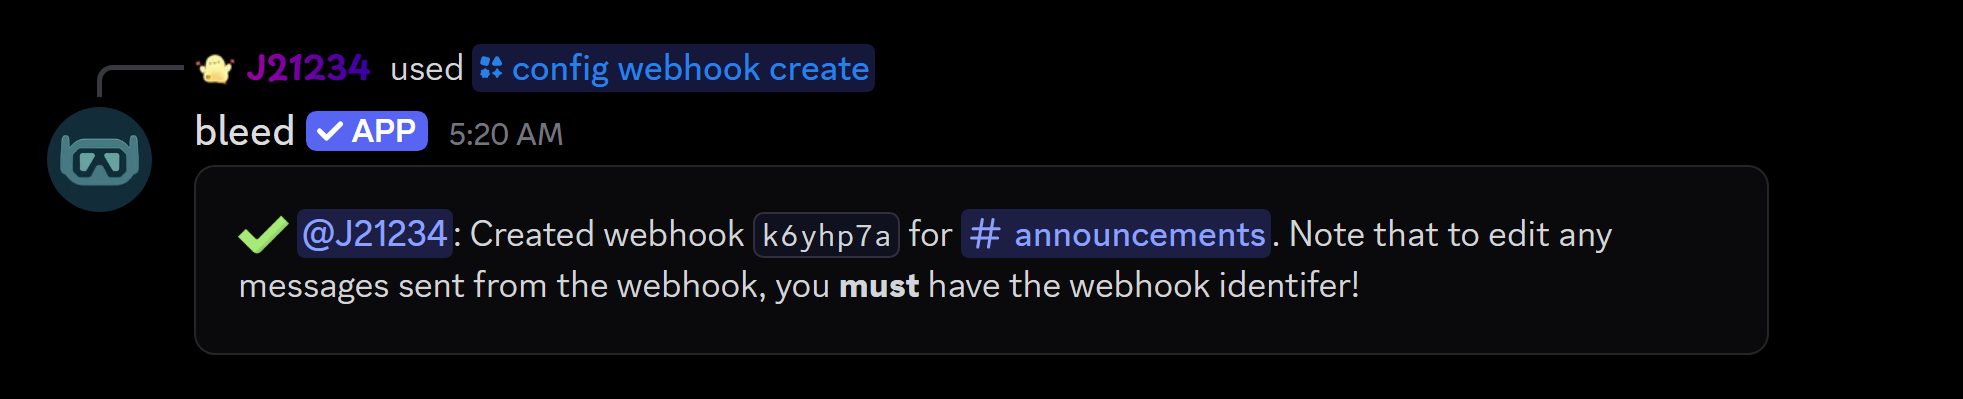 J21234 used config webhook create
bleed APP 5:20 AM
@J21234: Created webhook k6yhp7a for # announcements. Note that to edit any
messages sent from the webhook, you must have the webhook identifer!